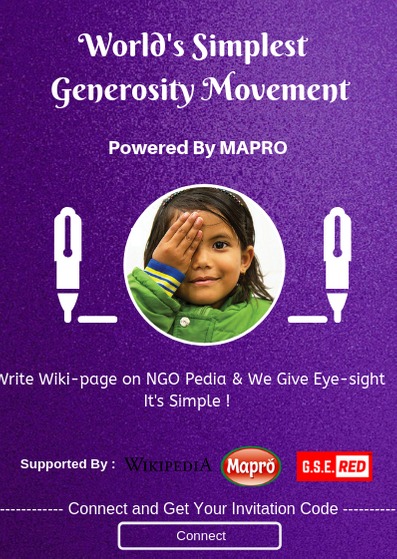 World's Simplest
Generosity Movement
Powered By MAPRO
Write Wiki-page on NGO Pedia & We Give Eye-sight
It's Simple !
Supported By : WIKIPEDIA Mapro G.S.E. RED
------------ Connect and Get Your Invitation Code ----------
Connect